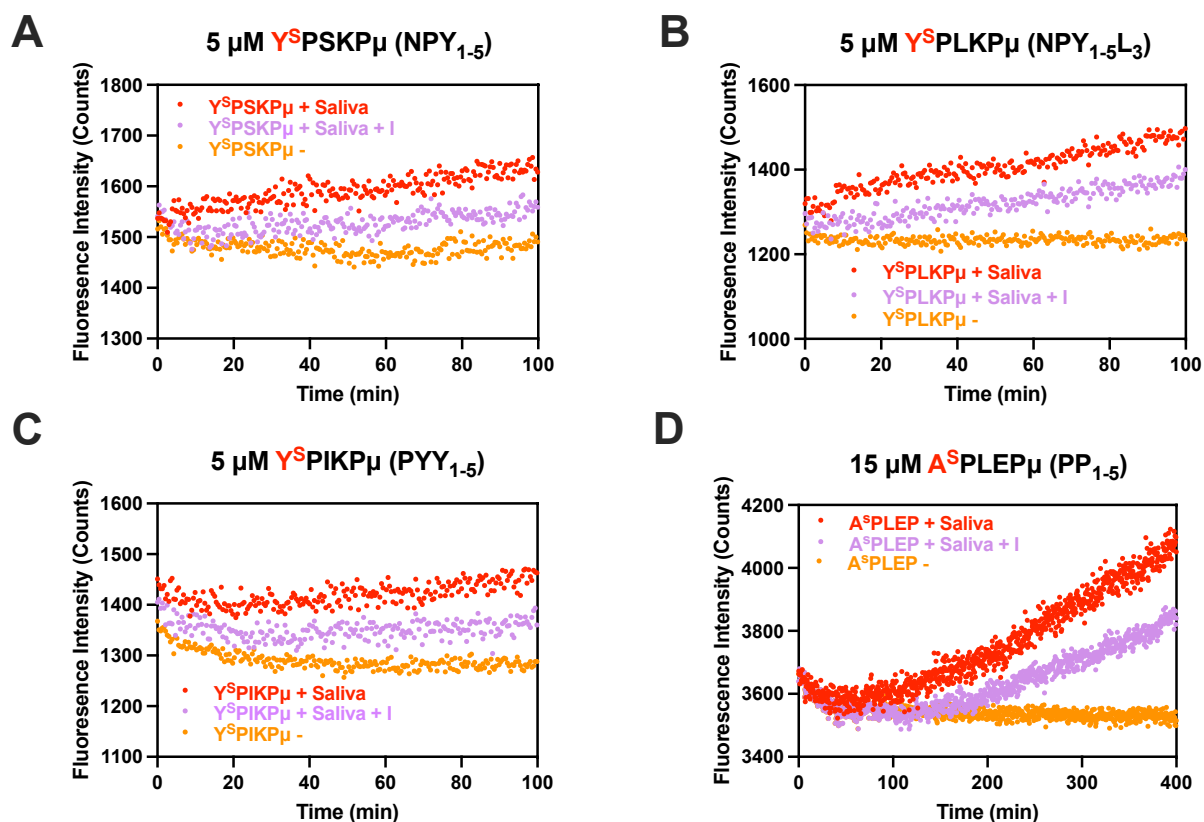 A
5 µM YSPSKPµ (NPY1-5)
Fluoresence Intensity (Counts)
1800
1700
1600
1500
1400
1300
YSPSKPµ + Saliva
YSPSKPµ + Saliva + I
YSPSKPµ -
0 20 40 60 80 100
Time (min)
B
5 µM YSPLKPµ (NPY1-5L3)
Fluoresence Intensity (Counts)
1600
1400
1200
1000
YSPLKPµ + Saliva
YSPLKPµ + Saliva + I
YSPLKPµ -
0 20 40 60 80 100
Time (min)
C
5 µM YSPIKPµ (PYY1-5)
Fluoresence Intensity (Counts)
1600
1500
1400
1300
1200
1100
YSPIKPµ + Saliva
YSPIKPµ + Saliva + I
YSPIKPµ -
0 20 40 60 80 100
Time (min)
D
15 µM ASPLEPµ (PP1-5)
Fluorescence Intensity (Counts)
4200
4000
3800
3600
3400
AsPLEP + Saliva
AsPLEP + Saliva + I
AsPLEP -
0 100 200 300 400
Time (min)